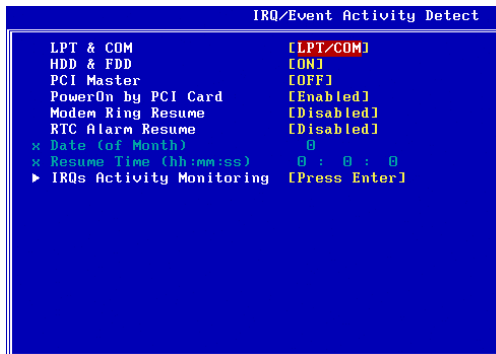 IRQ/Event Activity Detect
LPT & COM [LPT/COM]
HDD & FDD [ON]
PCI Master [OFF]
PowerOn by PCI Card [Enabled]
Modem Ring Resume [Disabled]
RTC Alarm Resume [Disabled]
x Date (of Month) 0
x Resume Time (hh:mm:ss) 0 : 0 : 0
▶ IRQs Activity Monitoring [Press Enter]